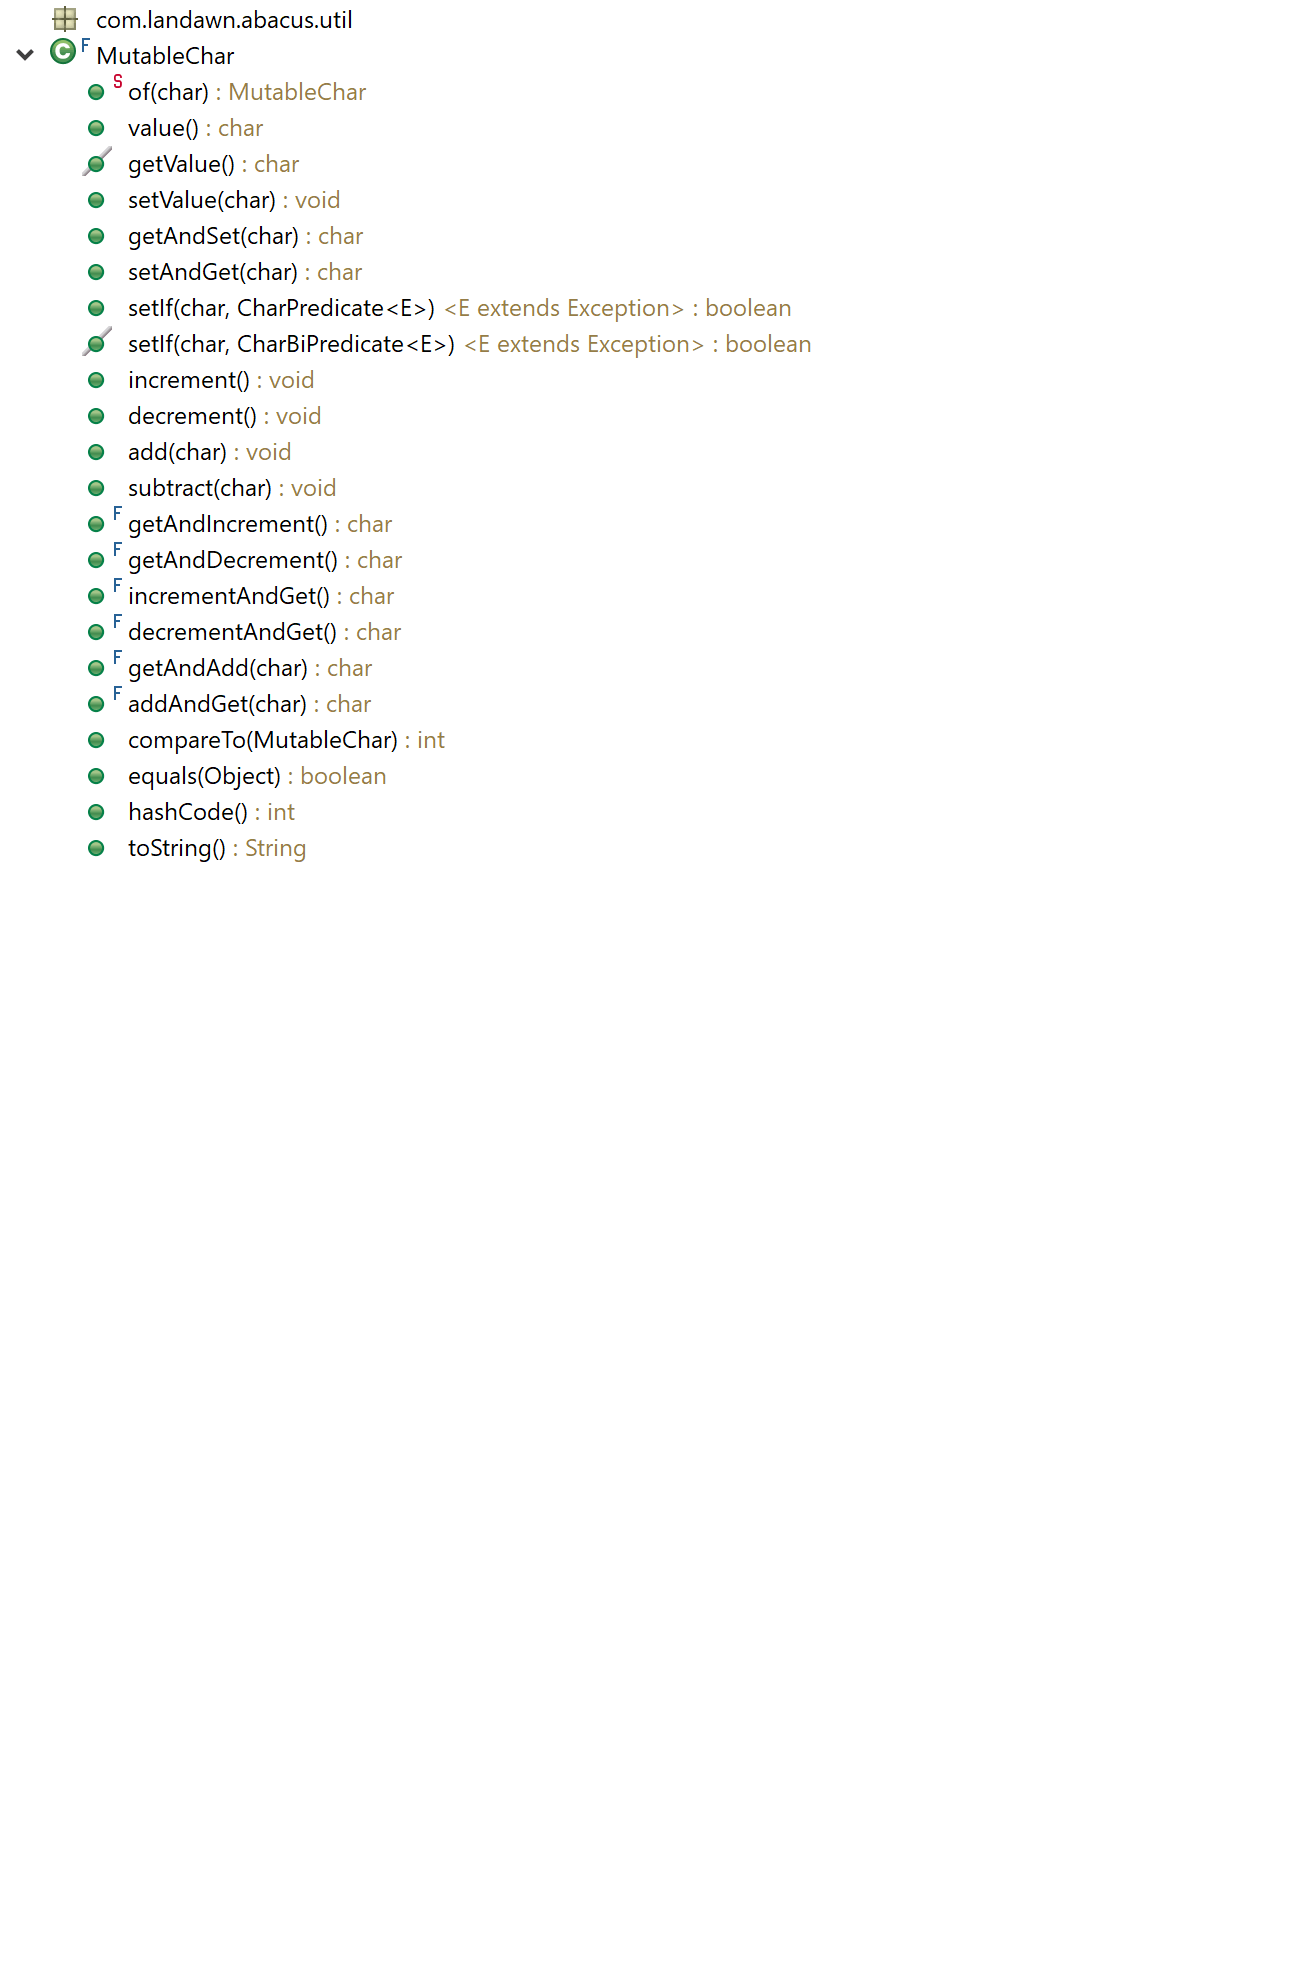 com.landawn.abacus.util
C F MutableChar
S of(char) : MutableChar
value() : char
getValue() : char
setValue(char) : void
getAndSet(char) : char
setAndGet(char) : char
setIf(char, CharPredicate<E>) <E extends Exception> : boolean
setIf(char, CharBiPredicate<E>) <E extends Exception> : boolean
increment() : void
decrement() : void
add(char) : void
subtract(char) : void
F getAndIncrement() : char
F getAndDecrement() : char
F incrementAndGet() : char
F decrementAndGet() : char
F getAndAdd(char) : char
F addAndGet(char) : char
compareTo(MutableChar) : int
equals(Object) : boolean
hashCode() : int
toString() : String